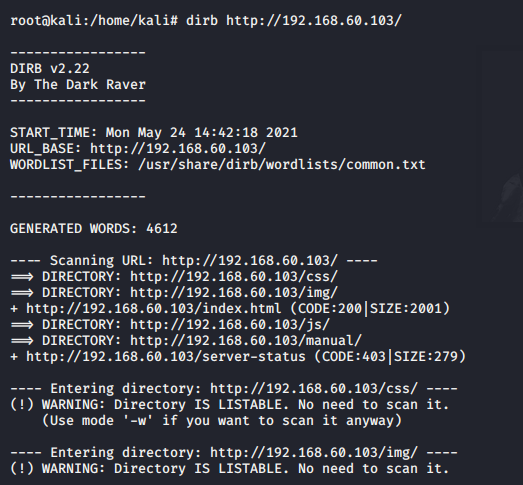 root@kali:/home/kali# dirb http://192.168.60.103/
-----------------
DIRB v2.22
By The Dark Raver
-----------------
START_TIME: Mon May 24 14:42:18 2021
URL_BASE: http://192.168.60.103/
WORDLIST_FILES: /usr/share/dirb/wordlists/common.txt
-----------------
GENERATED WORDS: 4612
---- Scanning URL: http://192.168.60.103/ ----
==> DIRECTORY: http://192.168.60.103/css/
==> DIRECTORY: http://192.168.60.103/img/
+ http://192.168.60.103/index.html (CODE:200|SIZE:2001)
==> DIRECTORY: http://192.168.60.103/js/
==> DIRECTORY: http://192.168.60.103/manual/
+ http://192.168.60.103/server-status (CODE:403|SIZE:279)
---- Entering directory: http://192.168.60.103/css/ ----
(!) WARNING: Directory IS LISTABLE. No need to scan it.
(Use mode '-w' if you want to scan it anyway)
---- Entering directory: http://192.168.60.103/img/ ----
(!) WARNING: Directory IS LISTABLE. No need to scan it.